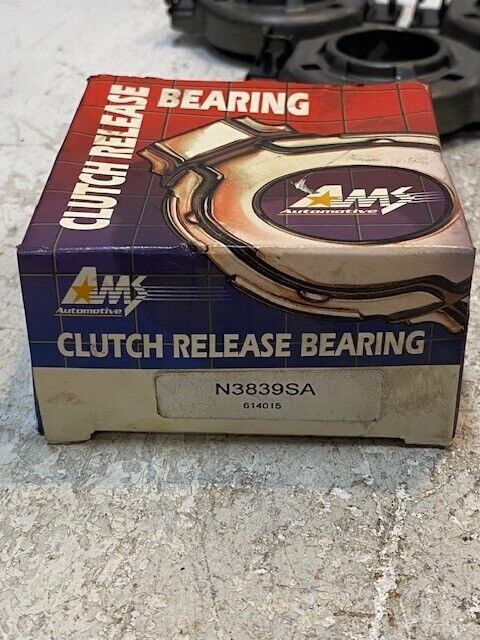 CLUTCH RELEASE
BEARING
AMS
Automotive
AMS
Automotive
CLUTCH RELEASE BEARING
N3839SA
614015